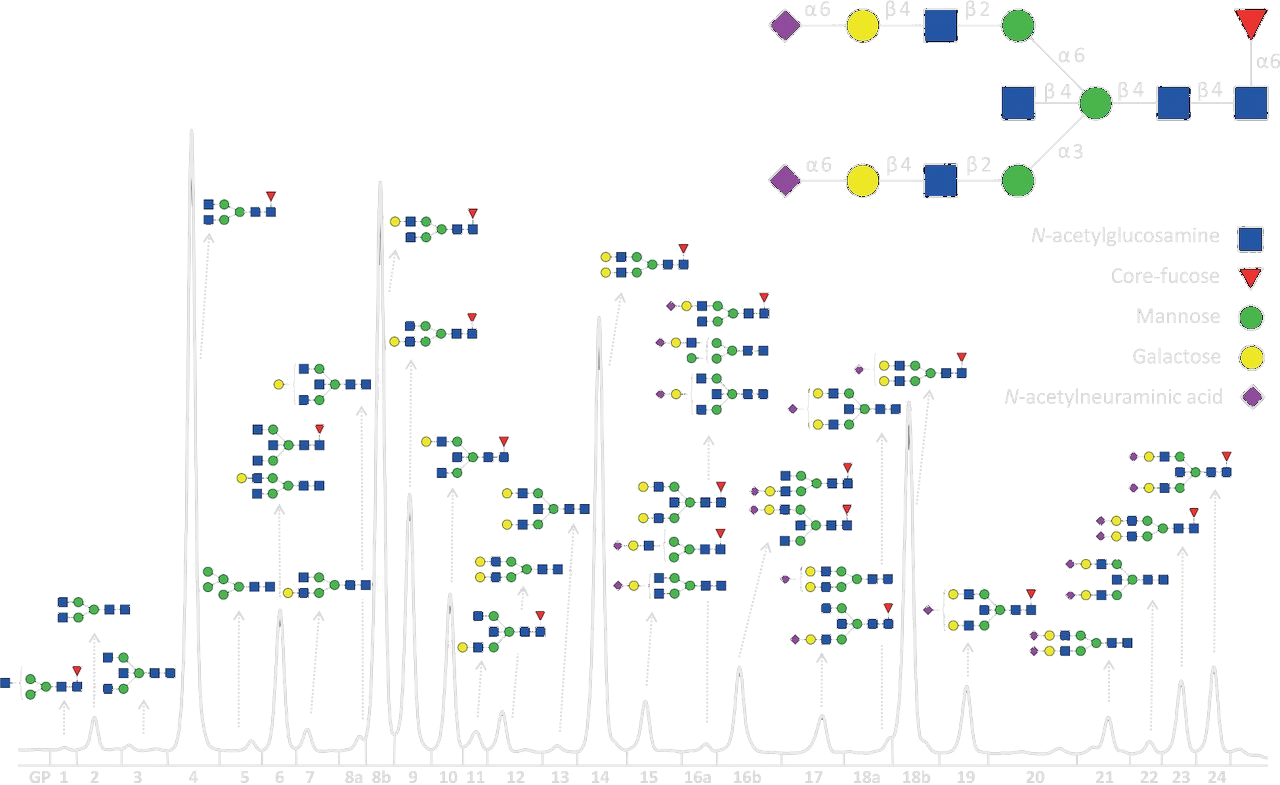 α6 β4 β2
α6
α6
β4 β4 β4
α3
α6 β4 β2
N-acetylglucosamine
Core-fucose
Mannose
Galactose
N-acetylneuraminic acid
GP 1 2 3 4 5 6 7 8a 8b 9 10 11 12 13 14 15 16a 16b 17 18a 18b 19 20 21 22 23 24